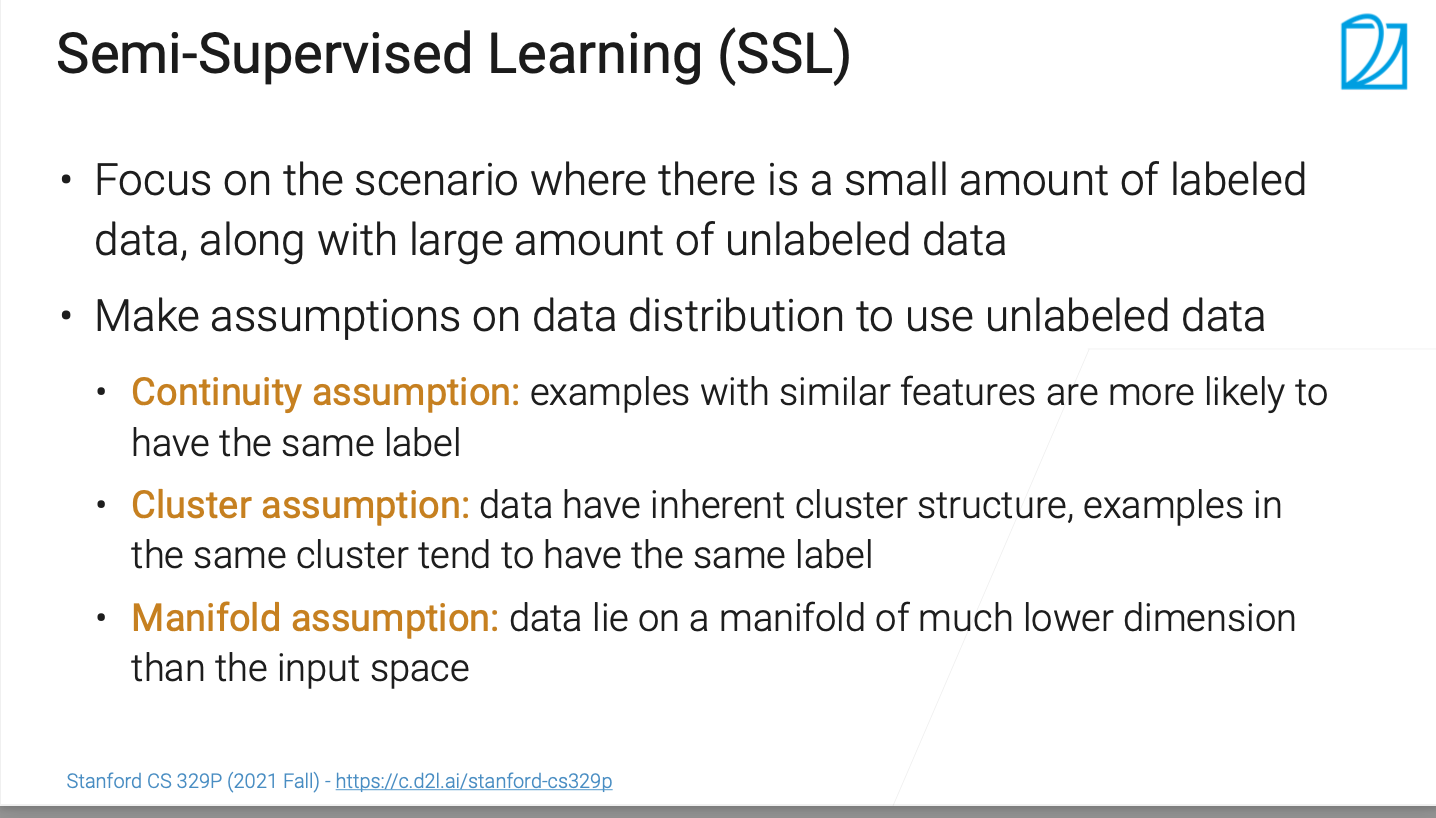 Semi-Supervised Learning (SSL)
• Focus on the scenario where there is a small amount of labeled
data, along with large amount of unlabeled data
• Make assumptions on data distribution to use unlabeled data
• Continuity assumption: examples with similar features are more likely to
have the same label
• Cluster assumption: data have inherent cluster structure, examples in
the same cluster tend to have the same label
• Manifold assumption: data lie on a manifold of much lower dimension
than the input space
Stanford CS 329P (2021 Fall) - https://c.d2l.ai/stanford-cs329p